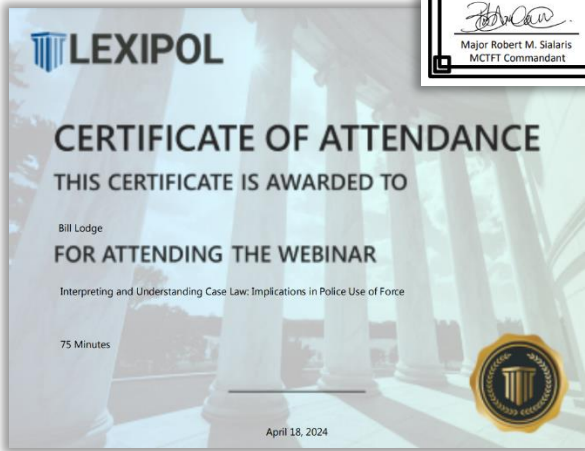 Major Robert M. Sialaris
MCTFT Commandant
LEXIPOL
CERTIFICATE OF ATTENDANCE
THIS CERTIFICATE IS AWARDED TO
Bill Lodge
FOR ATTENDING THE WEBINAR
Interpreting and Understanding Case Law: Implications in Police Use of Force
75 Minutes
April 18, 2024